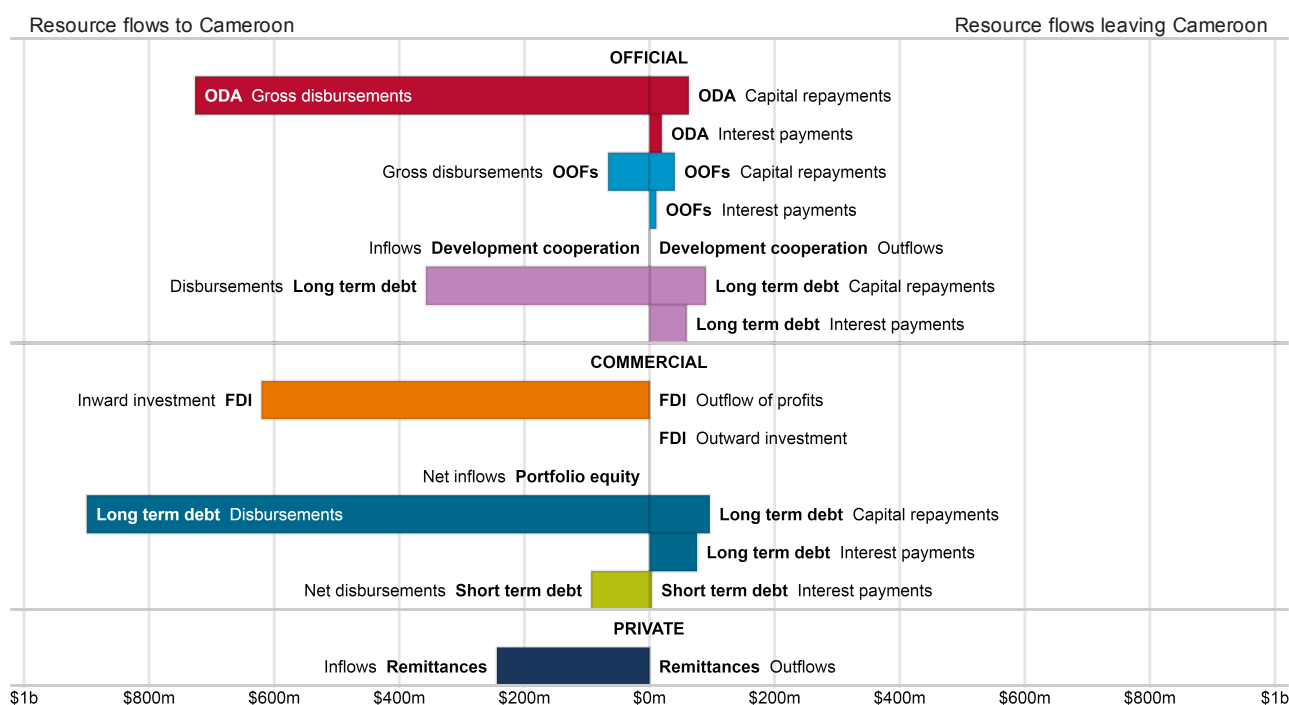 Resource flows to Cameroon Resource flows leaving Cameroon
OFFICIAL
ODA Gross disbursements ODA Capital repayments
ODA Interest payments
Gross disbursements OOFs OOFs Capital repayments
OOFs Interest payments
Inflows Development cooperation Development cooperation Outflows
Disbursements Long term debt Long term debt Capital repayments
Long term debt Interest payments
COMMERCIAL
Inward investment FDI FDI Outflow of profits
FDI Outward investment
Net inflows Portfolio equity
Long term debt Disbursements Long term debt Capital repayments
Long term debt Interest payments
Net disbursements Short term debt Short term debt Interest payments
PRIVATE
Inflows Remittances Remittances Outflows
$1b $800m $600m $400m $200m $0m $200m $400m $600m $800m $1b